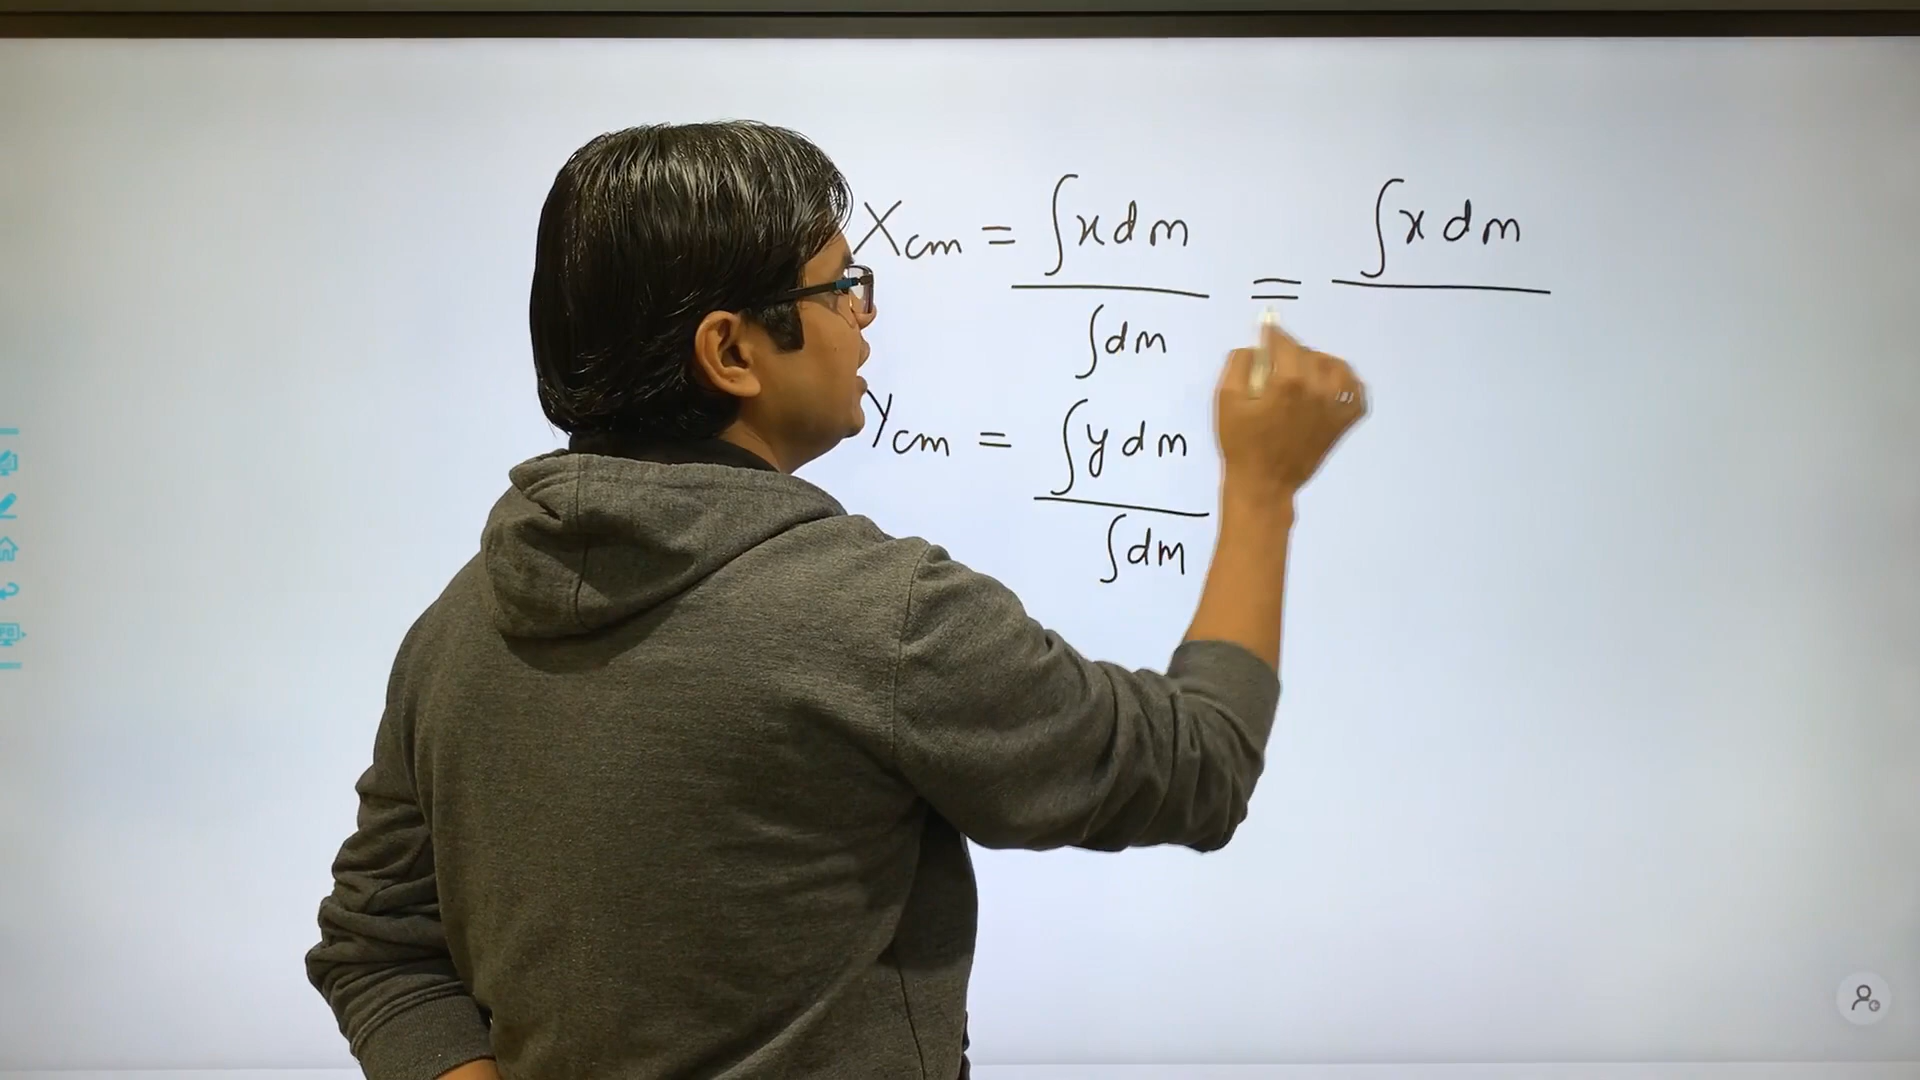 Xcm = ∫xdm / ∫dm = ∫xdm /
Ycm = ∫ydm / ∫dm